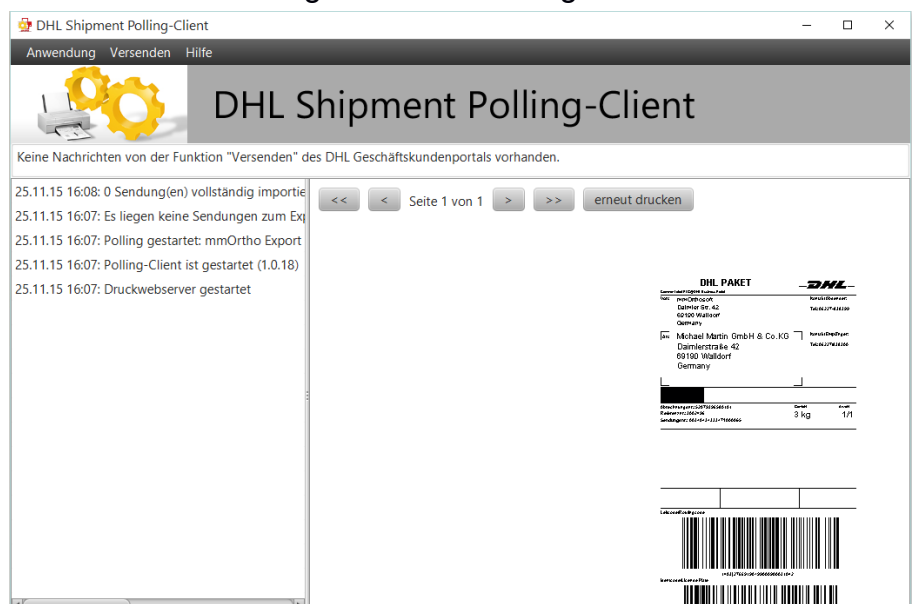 DHL Shipment Polling-Client
Anwendung Versenden Hilfe
DHL Shipment Polling-Client
Keine Nachrichten von der Funktion "Versenden" des DHL Geschäftskundenportals vorhanden.
25.11.15 16:08: 0 Sendung(en) vollständig importie
25.11.15 16:07: Es liegen keine Sendungen zum Exp
25.11.15 16:07: Polling gestartet: mmOrtho Export
25.11.15 16:07: Polling-Client ist gestartet (1.0.18)
25.11.15 16:07: Druckwebserver gestartet
<< < Seite 1 von 1 > >> erneut drucken
DHL PAKET
DHL
Von: mmOrthosoft
Daimler Str. 42
69190 Walldorf
Germany
An: Michael Martin GmbH & Co.KG
Daimlerstraße 42
69190 Walldorf
Germany
3 kg 1/1